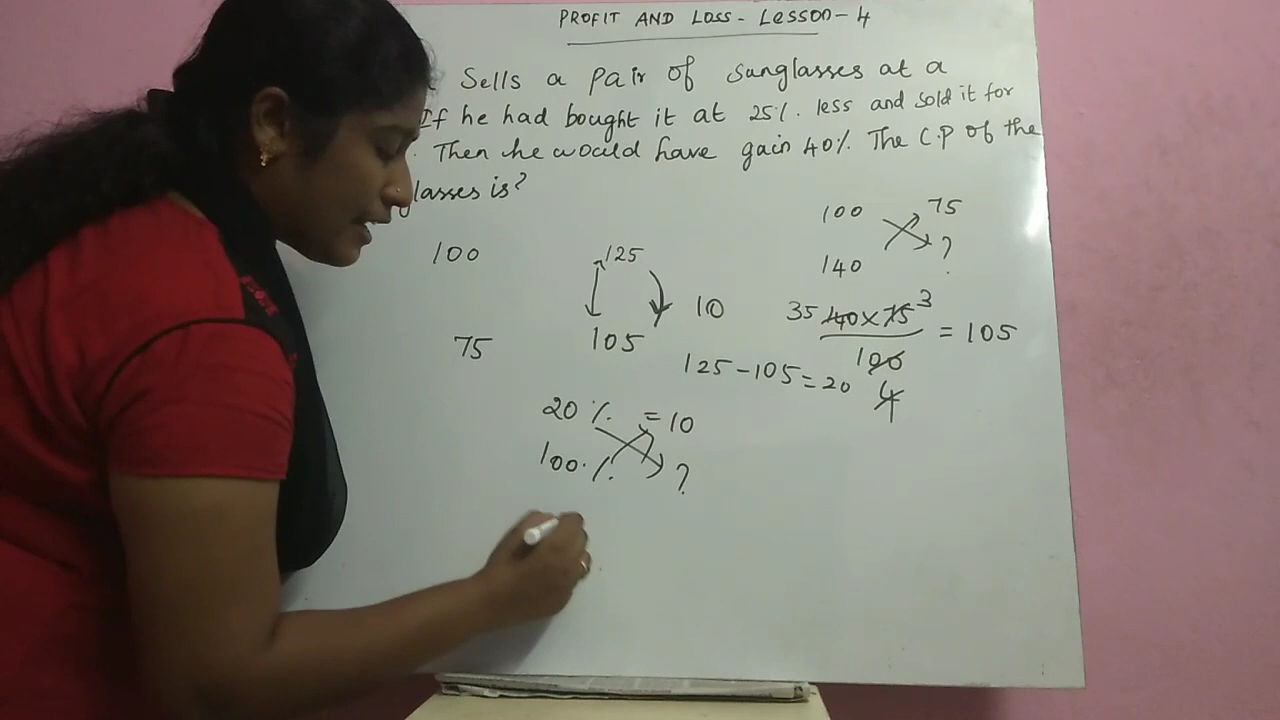 PROFIT AND LOSS - LESSON - 4
Sells a pair of sunglasses at a
If he had bought it at 25%. less and sold it for
. Then he would have gain 40%. The C.P of the
glasses is?
100 75
100 125 ?
140
75 105 10 35 140×75 3 = 105
100
4
125-105=20
20% = 10
100% ?